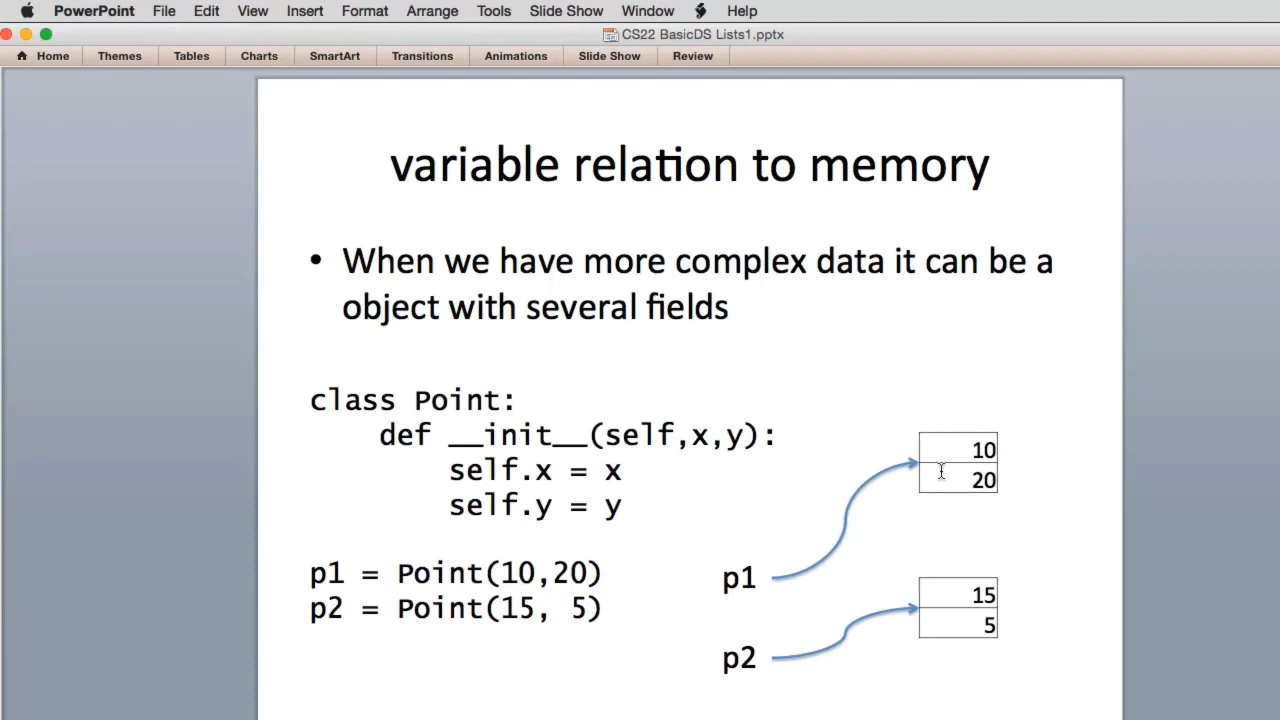 PowerPoint File Edit View Insert Format Arrange Tools Slide Show Window Help
CS22 BasicDS Lists1.pptx
Home Themes Tables Charts SmartArt Transitions Animations Slide Show Review
variable relation to memory
• When we have more complex data it can be a
object with several fields
class Point:
def __init__(self,x,y):
self.x = x
self.y = y
p1 = Point(10,20)
p2 = Point(15, 5)
10
20
p1
15
5
p2